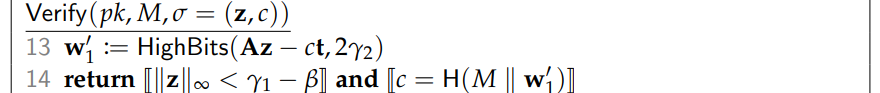 Verify(pk, M, σ = (z, c))
13 w′₁ := HighBits(Az − ct, 2γ₂)
14 return ⟦‖z‖∞ < γ₁ − β⟧ and ⟦c = H(M ‖ w′₁)⟧